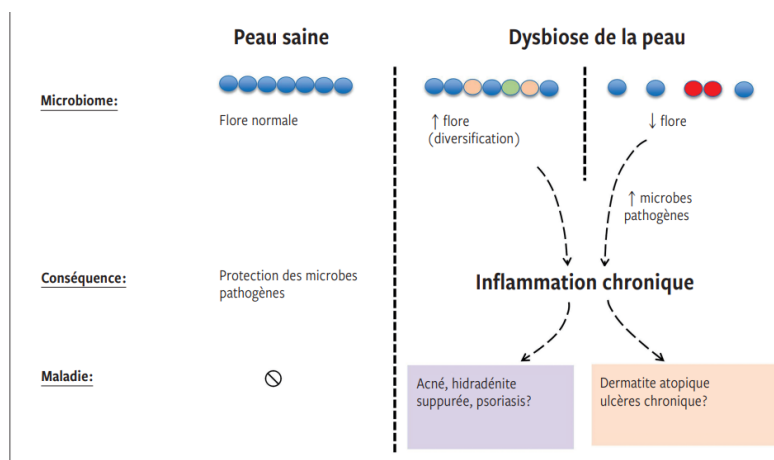 Peau saine
Dysbiose de la peau
Microbiome:
Flore normale
↑ flore
(diversification)
↓ flore
↑ microbes
pathogènes
Conséquence:
Protection des microbes
pathogènes
Inflammation chronique
Maladie:
Acné, hidradénite
suppurée, psoriasis?
Dermatite atopique
ulcères chronique?